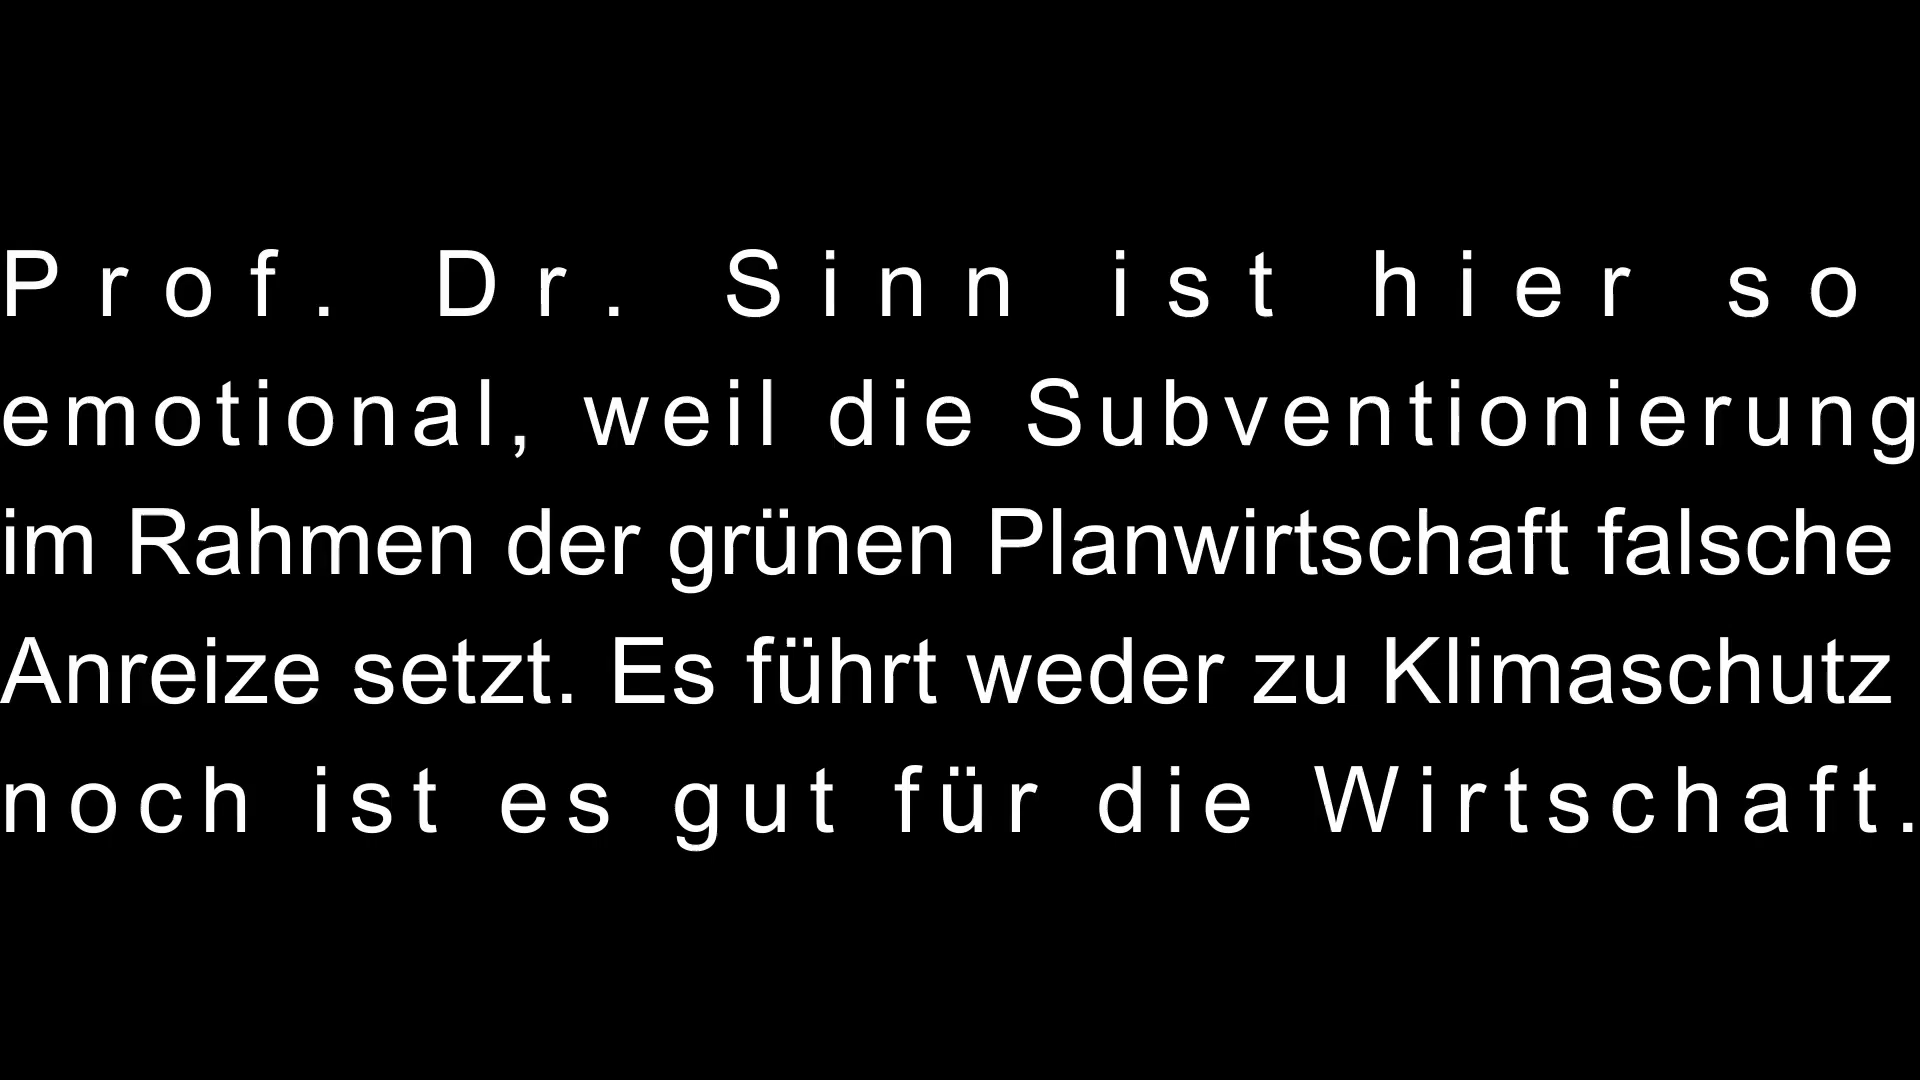 Prof. Dr. Sinn ist hier so
emotional, weil die Subventionierung
im Rahmen der grünen Planwirtschaft falsche
Anreize setzt. Es führt weder zu Klimaschutz
noch ist es gut für die Wirtschaft.